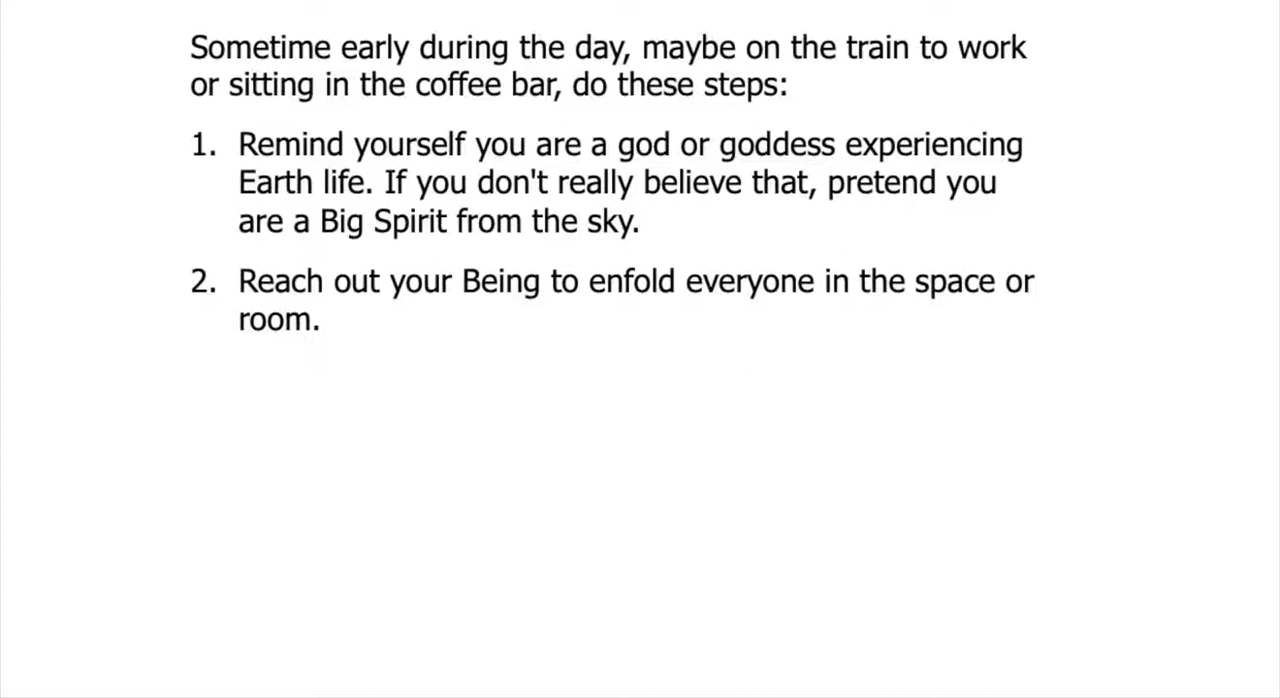 Sometime early during the day, maybe on the train to work
or sitting in the coffee bar, do these steps:
1. Remind yourself you are a god or goddess experiencing
Earth life. If you don't really believe that, pretend you
are a Big Spirit from the sky.
2. Reach out your Being to enfold everyone in the space or
room.